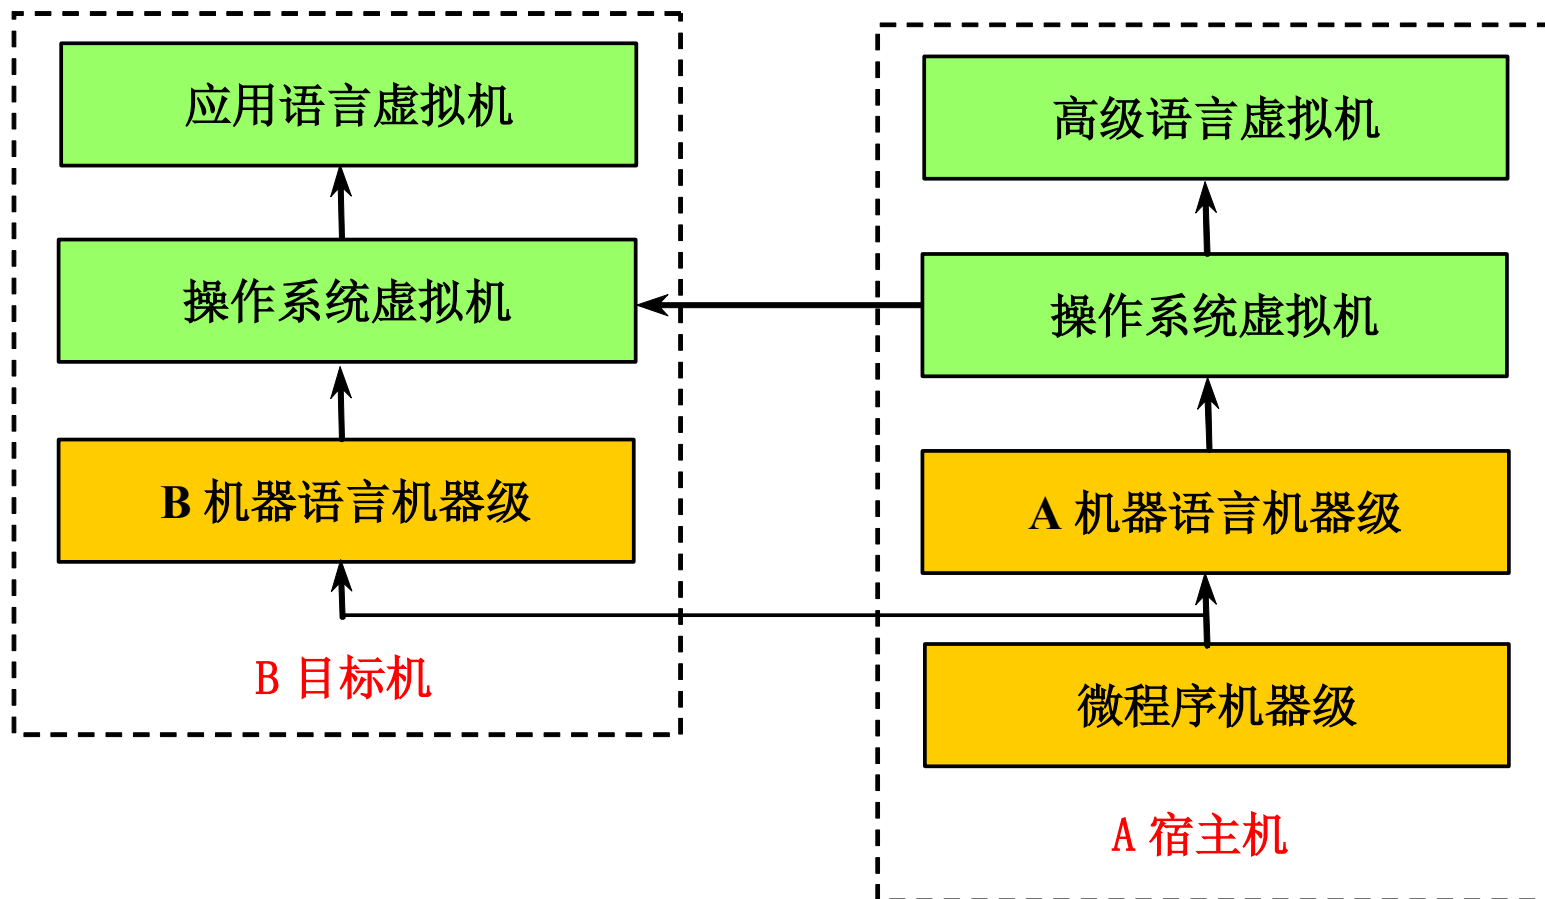 应用语言虚拟机
操作系统虚拟机
B 机器语言机器级
B 目标机
高级语言虚拟机
操作系统虚拟机
A 机器语言机器级
微程序机器级
A 宿主机